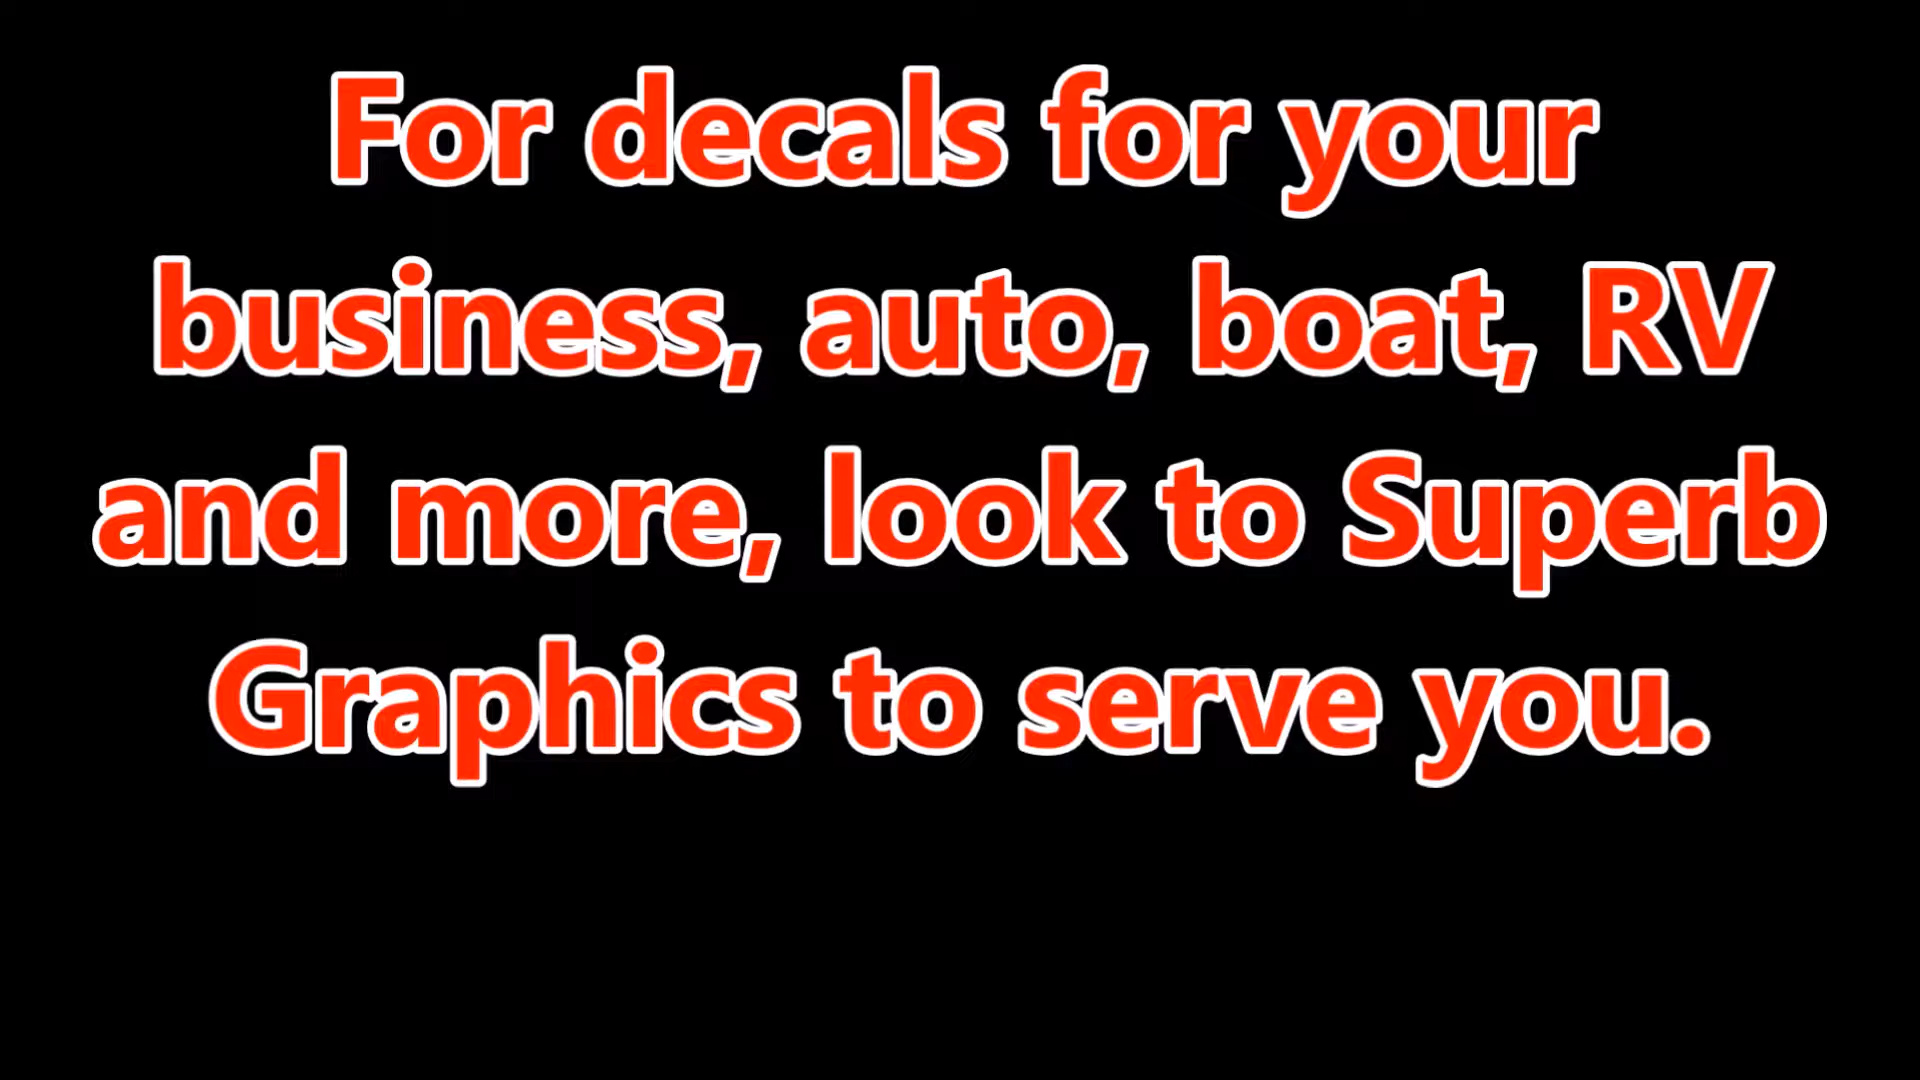 For decals for your
business, auto, boat, RV
and more, look to Superb
Graphics to serve you.